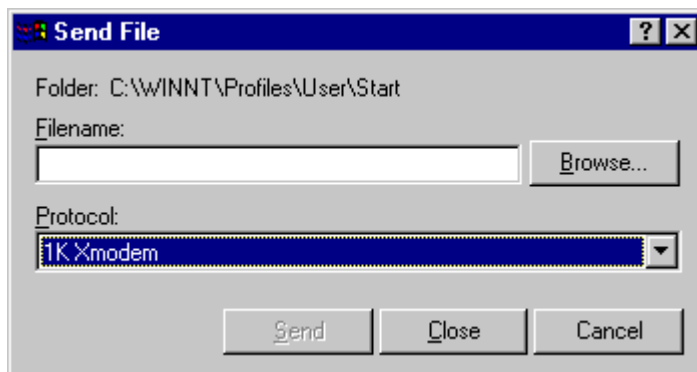 Send File
Folder: C:\WINNT\Profiles\User\Start
Filename:
Browse...
Protocol:
1K Xmodem
Send Close Cancel